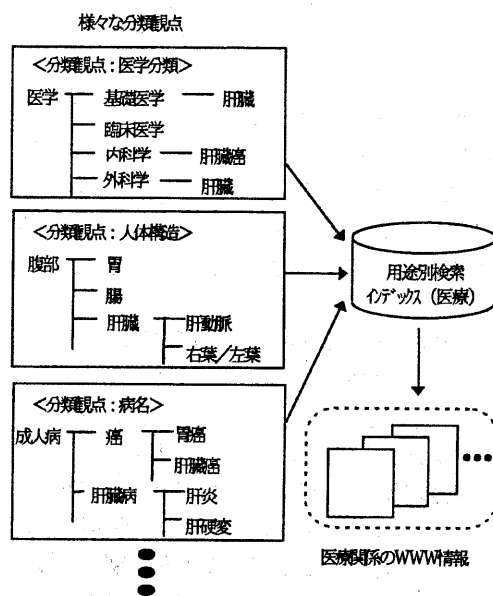 様々な分類観点
<分類観点:医学分類>
医学 基礎医学 肝臓
臨床医学
内科学 肝臓癌
外科学 肝臓
<分類観点:人体構造>
腹部 胃
腸
肝臓 肝動脈
右葉/左葉
<分類観点:病名>
成人病 癌 胃癌
肝臓癌
肝臓病 肝炎
肝硬変
用途別検索
インデックス(医療)
医療関係のWWW情報